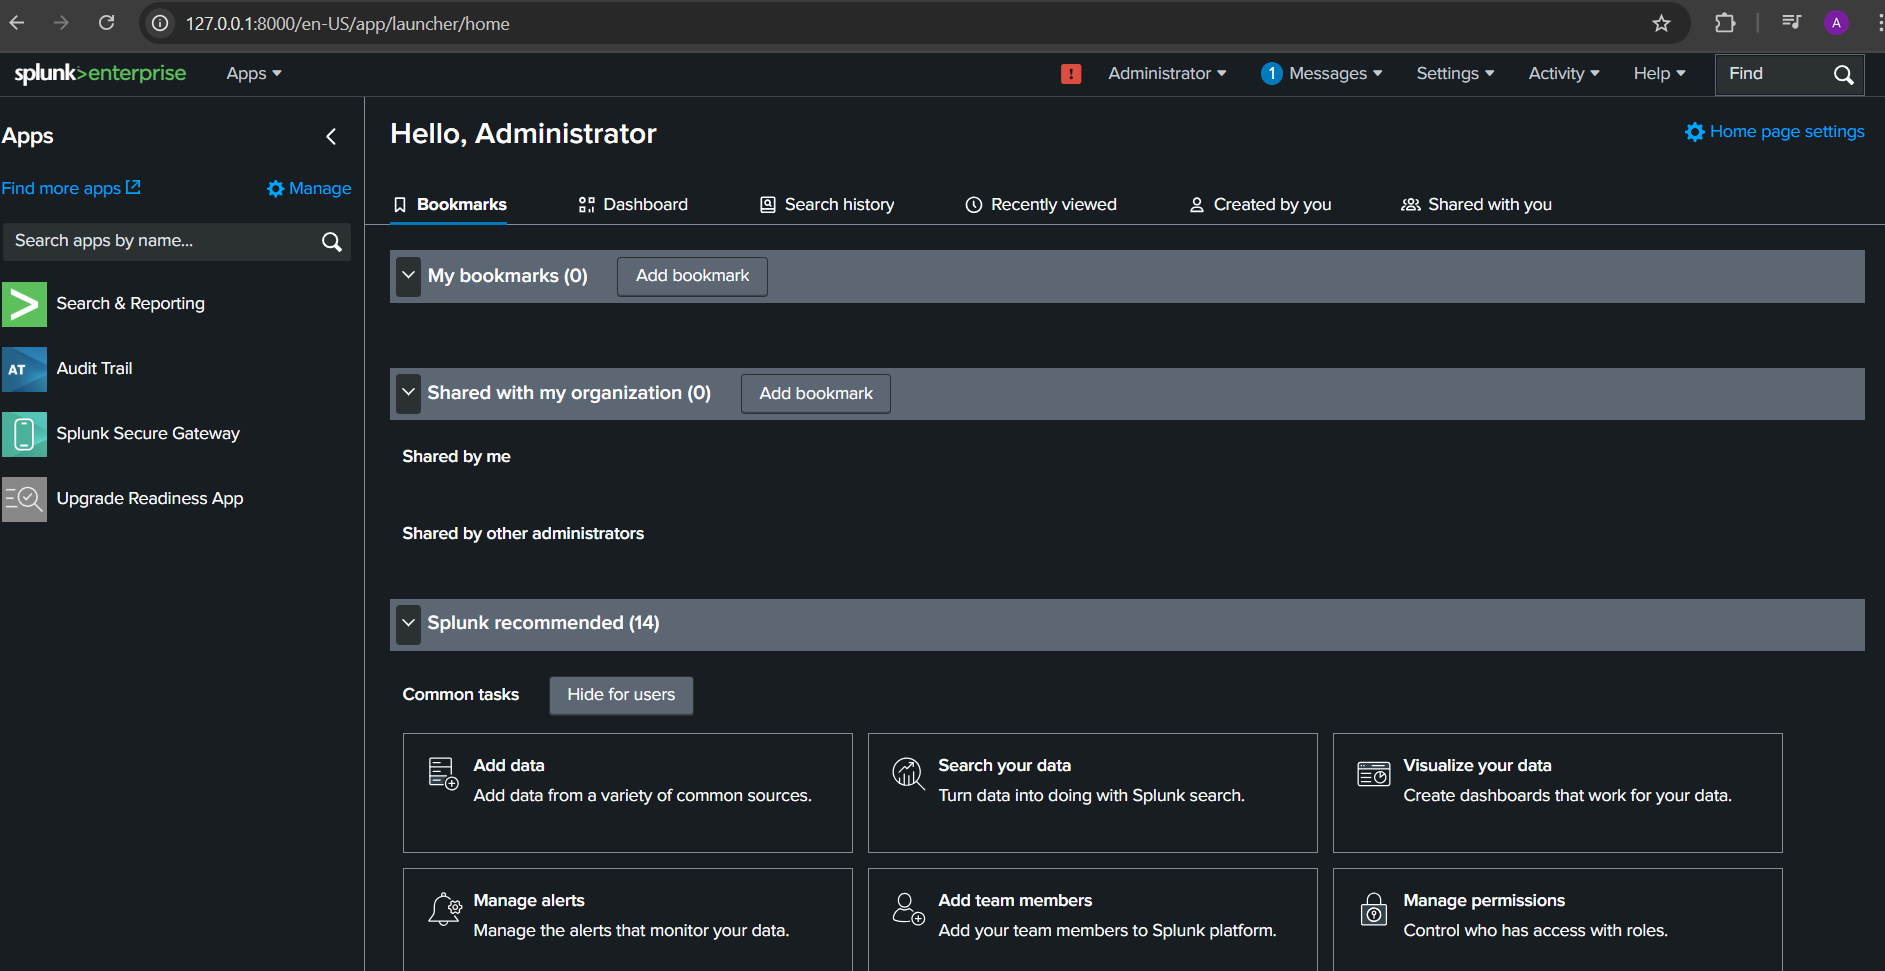 127.0.0.1:8000/en-US/app/launcher/home
A
splunk>enterprise Apps
! Administrator 1 Messages Settings Activity Help Find
Apps
Find more apps Manage
Search apps by name...
Search & Reporting
AT Audit Trail
Splunk Secure Gateway
Upgrade Readiness App
Hello, Administrator
Home page settings
Bookmarks Dashboard Search history Recently viewed Created by you Shared with you
My bookmarks (0) Add bookmark
Shared with my organization (0) Add bookmark
Shared by me
Shared by other administrators
Splunk recommended (14)
Common tasks Hide for users
Add data
Add data from a variety of common sources.
Search your data
Turn data into doing with Splunk search.
Visualize your data
Create dashboards that work for your data.
Manage alerts
Manage the alerts that monitor your data.
Add team members
Add your team members to Splunk platform.
Manage permissions
Control who has access with roles.